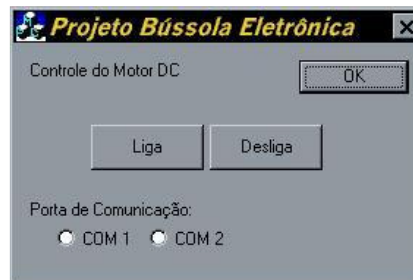 Projeto Bússola Eletrônica
Controle do Motor DC
OK
Liga
Desliga
Porta de Comunicação:
COM 1
COM 2